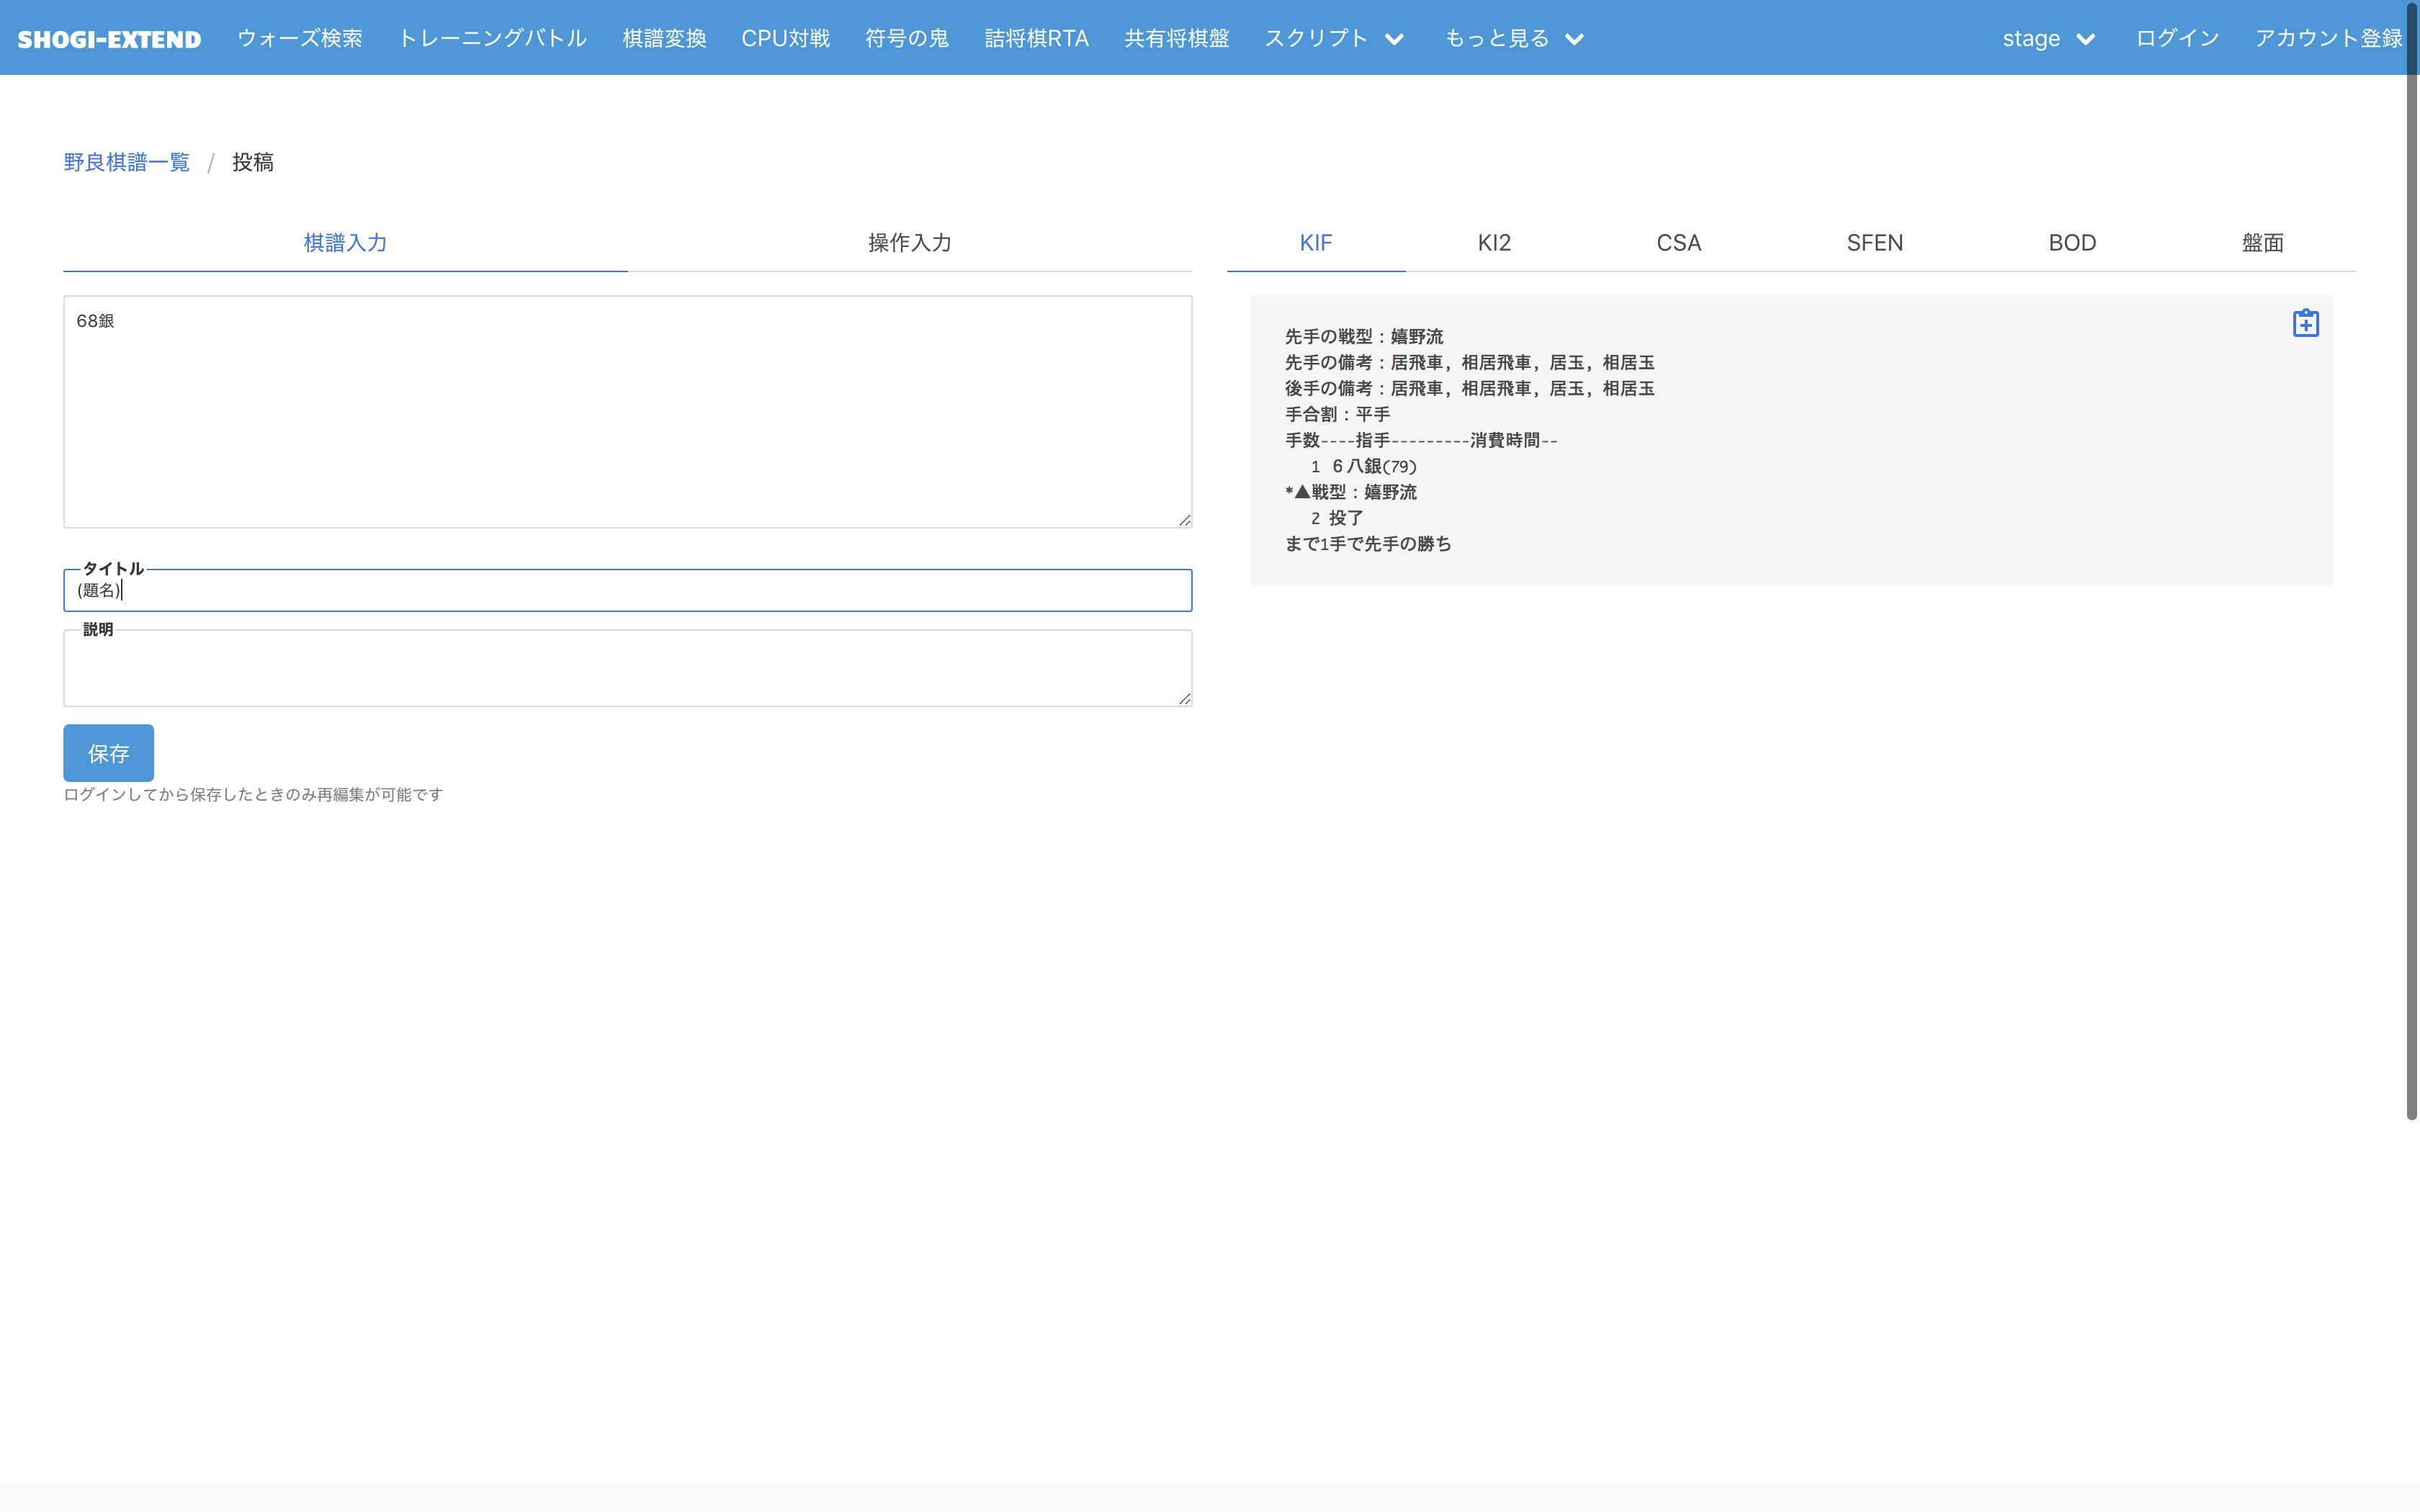 SHOGI-EXTEND ウォーズ検索 トレーニングバトル 棋譜変換 CPU対戦 符号の鬼 詰将棋RTA 共有将棋盤 スクリプト もっと見る stage ログイン アカウント登録
野良棋譜一覧 / 投稿
棋譜入力 操作入力
68銀
タイトル
(題名)
説明
保存
ログインしてから保存したときのみ再編集が可能です
KIF KI2 CSA SFEN BOD 盤面
先手の戦型：嬉野流
先手の備考：居飛車, 相居飛車, 居玉, 相居玉
後手の備考：居飛車, 相居飛車, 居玉, 相居玉
手合割：平手
手数----指手---------消費時間--
1 ６八銀(79)
*▲戦型：嬉野流
2 投了
まで1手で先手の勝ち